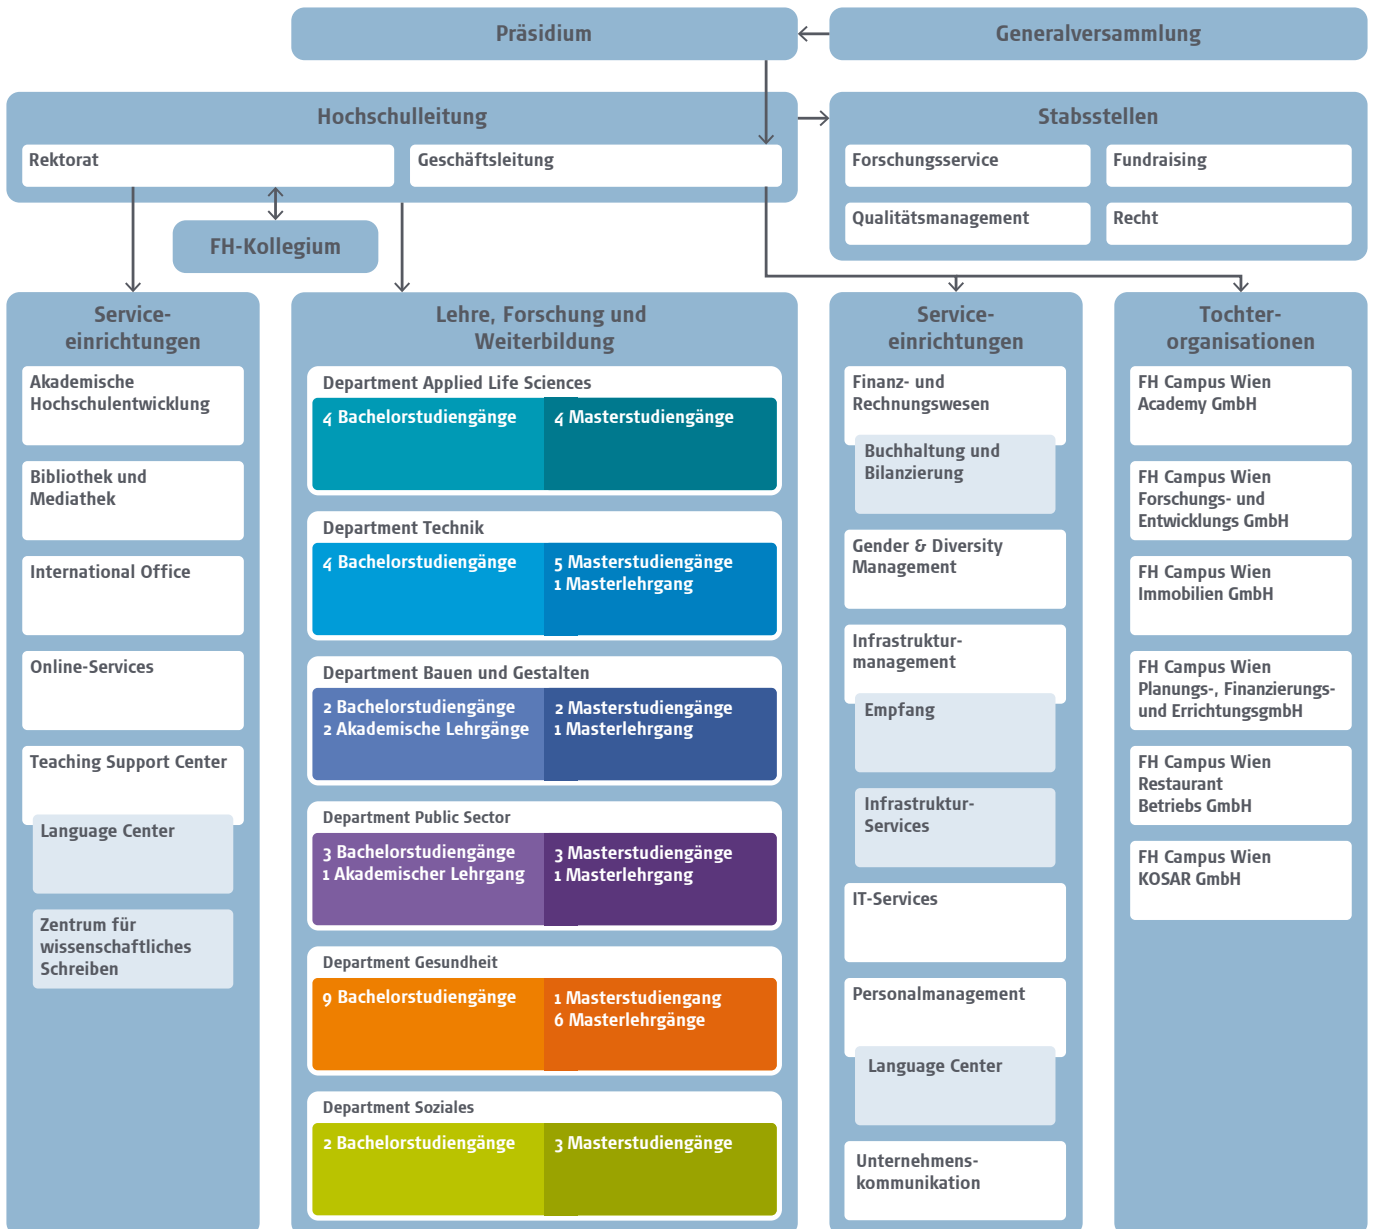 Präsidium
Generalversammlung
Hochschulleitung
Rektorat
Geschäftsleitung
Stabsstellen
Forschungsservice
Fundraising
Qualitätsmanagement
Recht
FH-Kollegium
Service-
einrichtungen
Akademische
Hochschulentwicklung
Bibliothek und
Mediathek
International Office
Online-Services
Teaching Support Center
Language Center
Zentrum für
wissenschaftliches
Schreiben
Lehre, Forschung und
Weiterbildung
Department Applied Life Sciences
4 Bachelorstudiengänge
4 Masterstudiengänge
Department Technik
4 Bachelorstudiengänge
5 Masterstudiengänge
1 Masterlehrgang
Department Bauen und Gestalten
2 Bachelorstudiengänge
2 Akademische Lehrgänge
2 Masterstudiengänge
1 Masterlehrgang
Department Public Sector
3 Bachelorstudiengänge
1 Akademischer Lehrgang
3 Masterstudiengänge
1 Masterlehrgang
Department Gesundheit
9 Bachelorstudiengänge
1 Masterstudiengang
6 Masterlehrgänge
Department Soziales
2 Bachelorstudiengänge
3 Masterstudiengänge
Service-
einrichtungen
Finanz- und
Rechnungswesen
Buchhaltung und
Bilanzierung
Gender & Diversity
Management
Infrastruktur-
management
Empfang
Infrastruktur-
Services
IT-Services
Personalmanagement
Language Center
Unternehmens-
kommunikation
Tochter-
organisationen
FH Campus Wien
Academy GmbH
FH Campus Wien
Forschungs- und
Entwicklungs GmbH
FH Campus Wien
Immobilien GmbH
FH Campus Wien
Planungs-, Finanzierungs-
und ErrichtungsgmbH
FH Campus Wien
Restaurant
Betriebs GmbH
FH Campus Wien
KOSAR GmbH